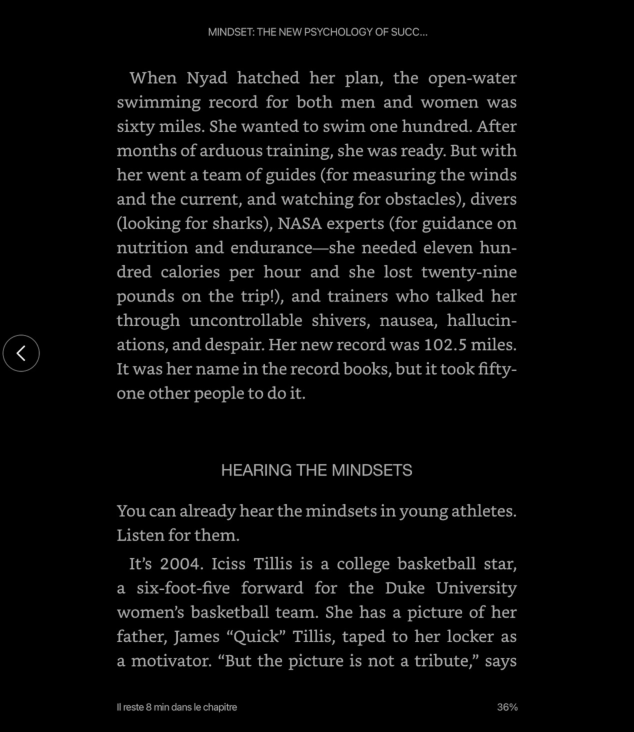 MINDSET: THE NEW PSYCHOLOGY OF SUCC...
When Nyad hatched her plan, the open-water
swimming record for both men and women was
sixty miles. She wanted to swim one hundred. After
months of arduous training, she was ready. But with
her went a team of guides (for measuring the winds
and the current, and watching for obstacles), divers
(looking for sharks), NASA experts (for guidance on
nutrition and endurance—she needed eleven hun-
dred calories per hour and she lost twenty-nine
pounds on the trip!), and trainers who talked her
through uncontrollable shivers, nausea, hallucin-
ations, and despair. Her new record was 102.5 miles.
It was her name in the record books, but it took fifty-
one other people to do it.
HEARING THE MINDSETS
You can already hear the mindsets in young athletes.
Listen for them.
It’s 2004. Iciss Tillis is a college basketball star,
a six-foot-five forward for the Duke University
women’s basketball team. She has a picture of her
father, James “Quick” Tillis, taped to her locker as
a motivator. “But the picture is not a tribute,” says
Il reste 8 min dans le chapitre
36%